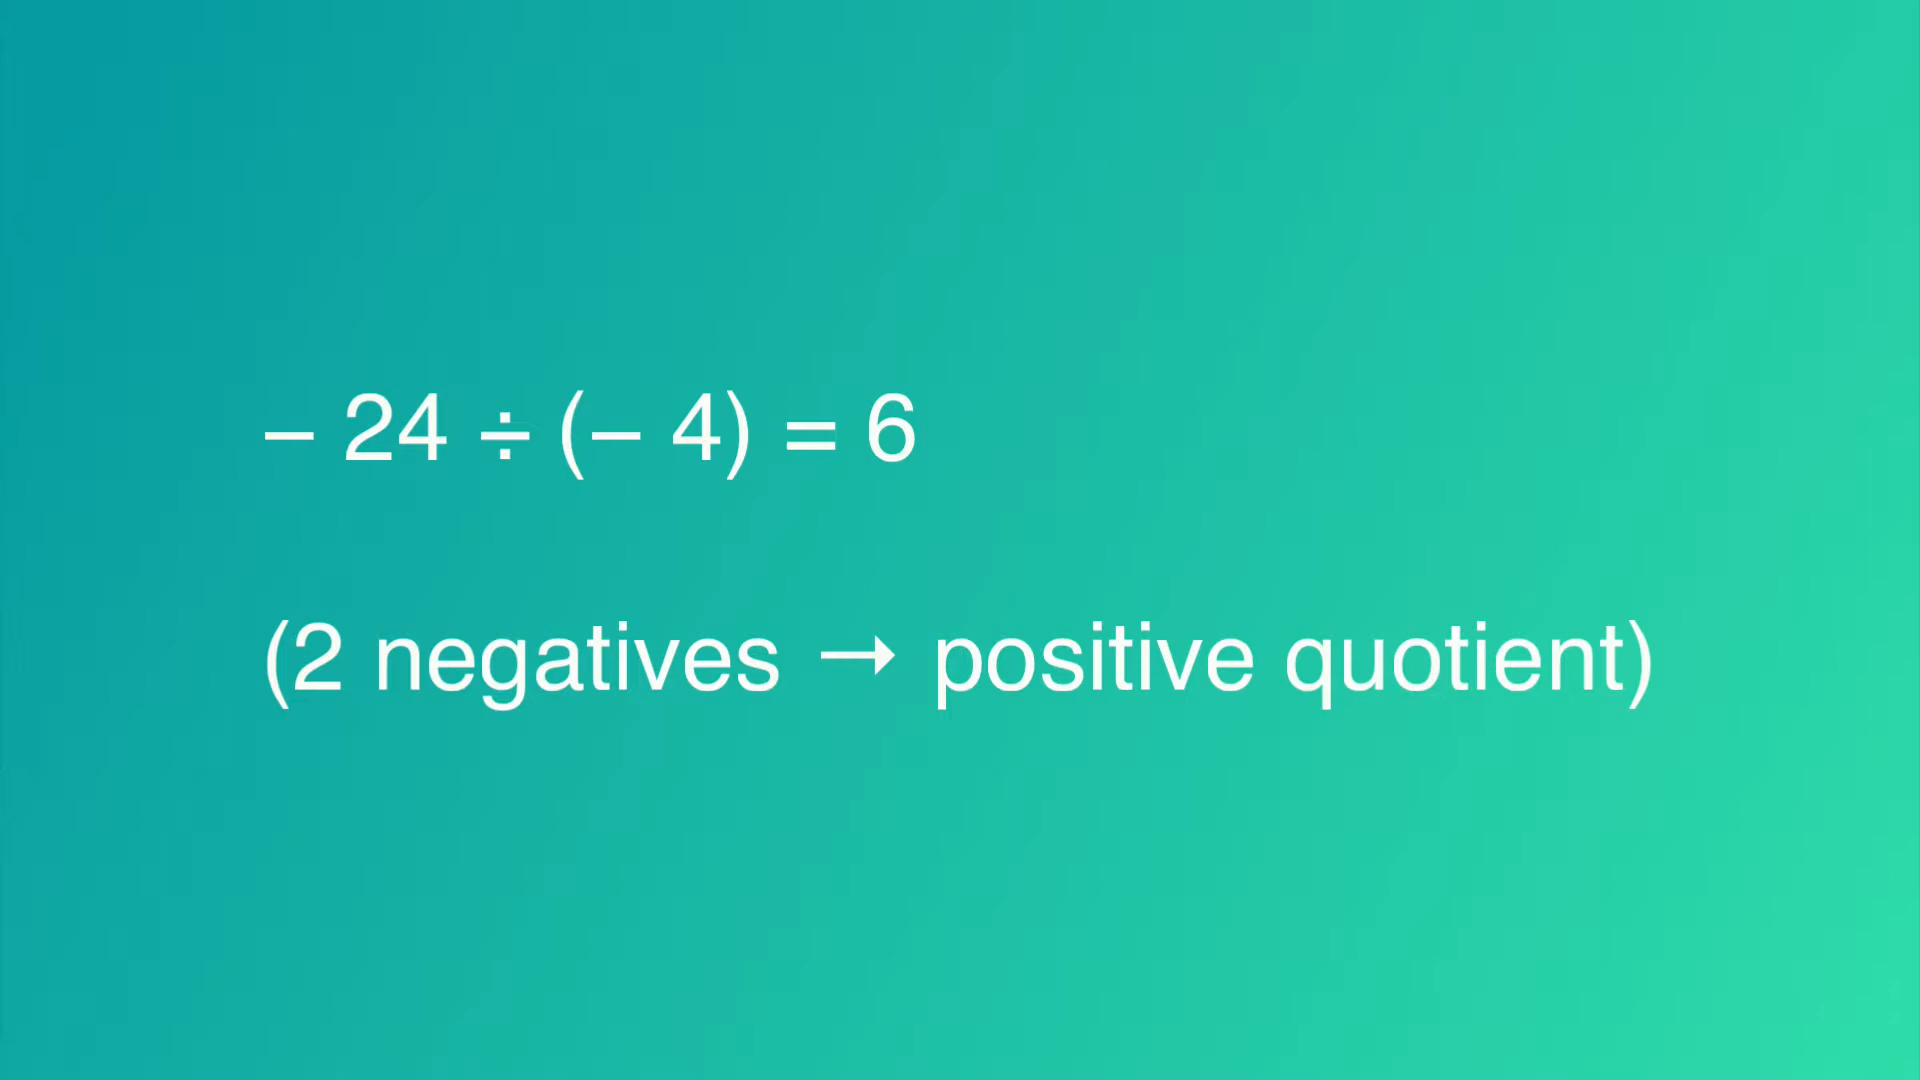 – 24 ÷ (– 4) = 6
(2 negatives → positive quotient)